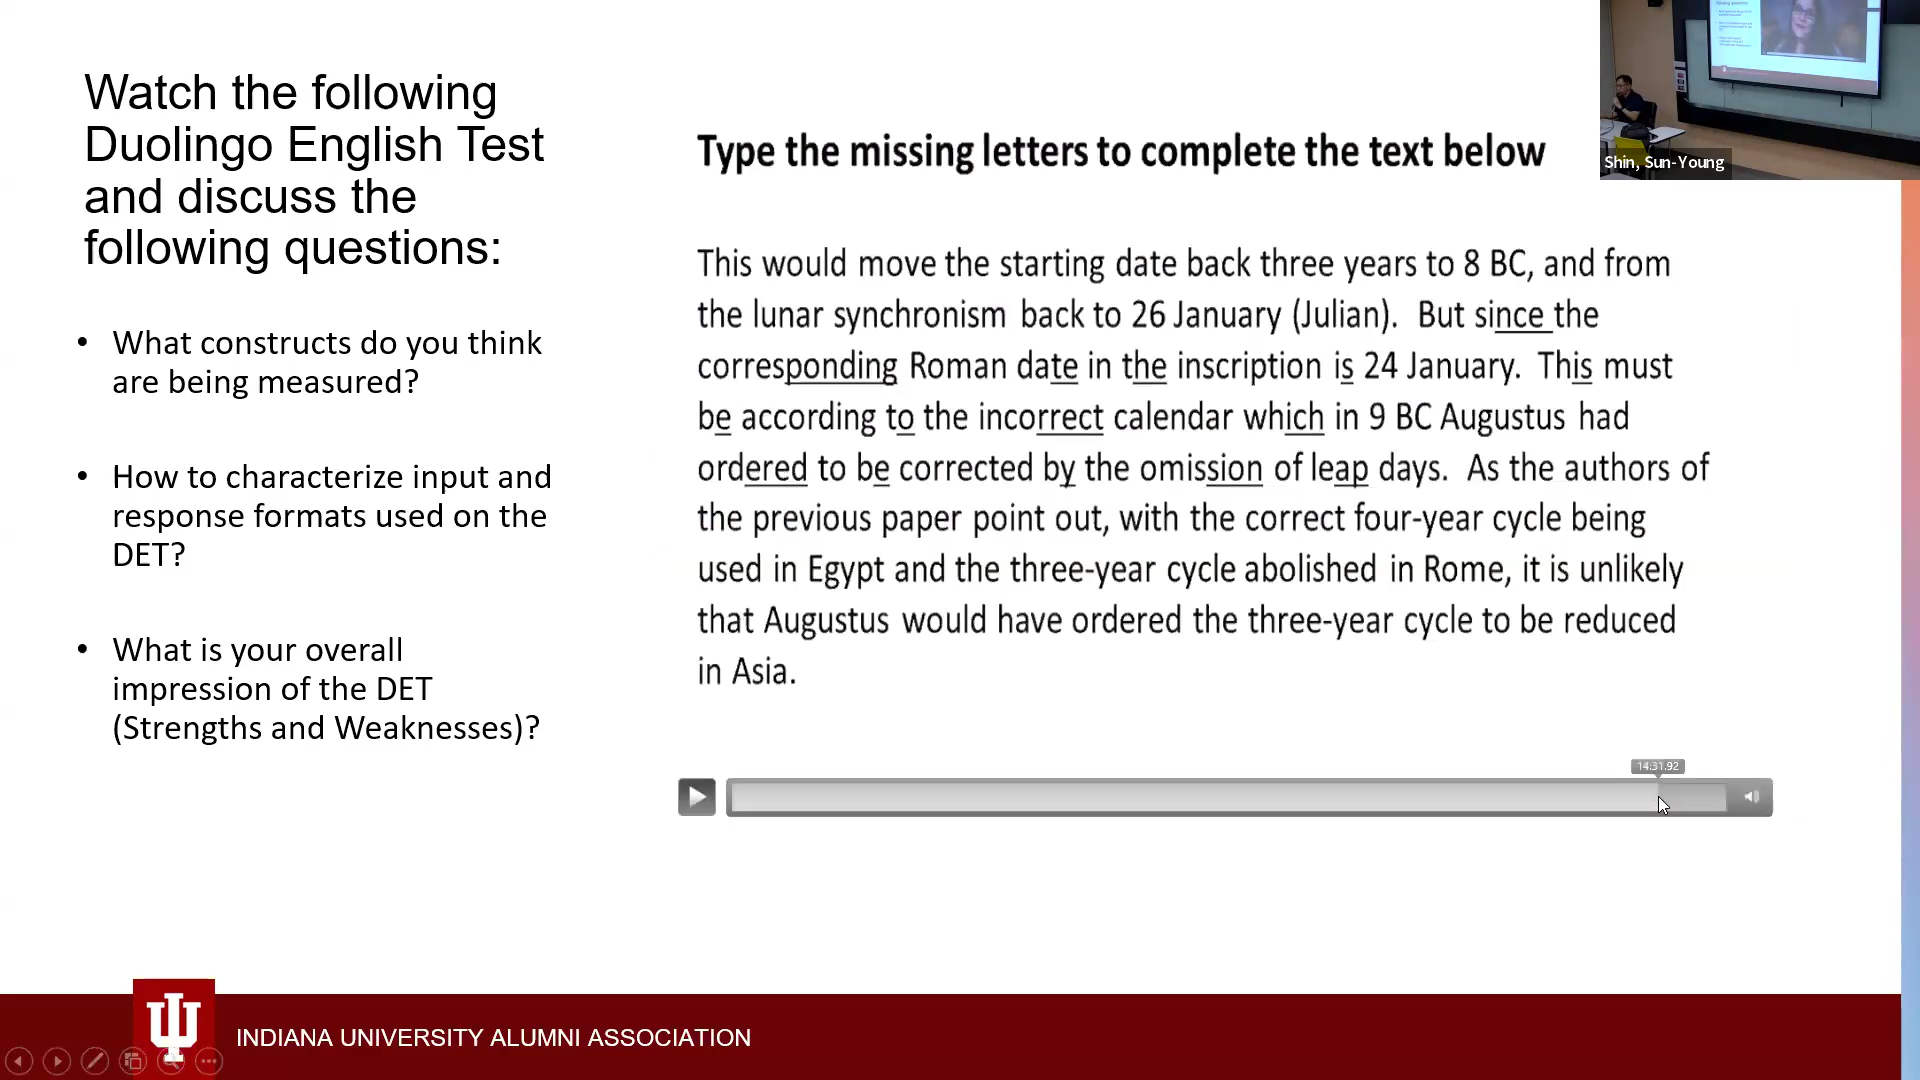 Watch the following
Duolingo English Test
and discuss the
following questions:
• What constructs do you think
are being measured?
• How to characterize input and
response formats used on the
DET?
• What is your overall
impression of the DET
(Strengths and Weaknesses)?
Type the missing letters to complete the text below
This would move the starting date back three years to 8 BC, and from
the lunar synchronism back to 26 January (Julian). But since the
corresponding Roman date in the inscription is 24 January. This must
be according to the incorrect calendar which in 9 BC Augustus had
ordered to be corrected by the omission of leap days. As the authors of
the previous paper point out, with the correct four-year cycle being
used in Egypt and the three-year cycle abolished in Rome, it is unlikely
that Augustus would have ordered the three-year cycle to be reduced
in Asia.
14:31.92
Shin, Sun-Young
INDIANA UNIVERSITY ALUMNI ASSOCIATION